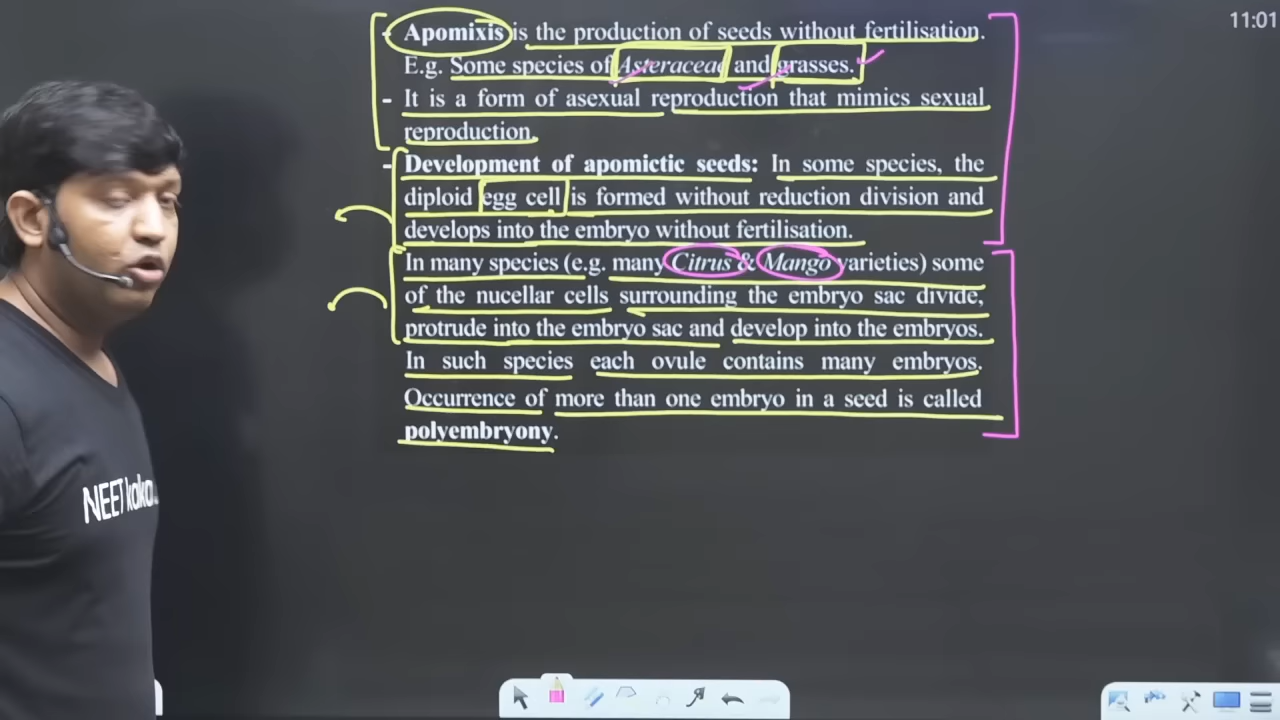 11:01
- Apomixis is the production of seeds without fertilisation.
E.g. Some species of Asteraceae and grasses.
- It is a form of asexual reproduction that mimics sexual
reproduction.
- Development of apomictic seeds: In some species, the
diploid egg cell is formed without reduction division and
develops into the embryo without fertilisation.
In many species (e.g. many Citrus & Mango varieties) some
of the nucellar cells surrounding the embryo sac divide,
protrude into the embryo sac and develop into the embryos.
In such species each ovule contains many embryos.
Occurrence of more than one embryo in a seed is called
polyembryony.
NEET kaka